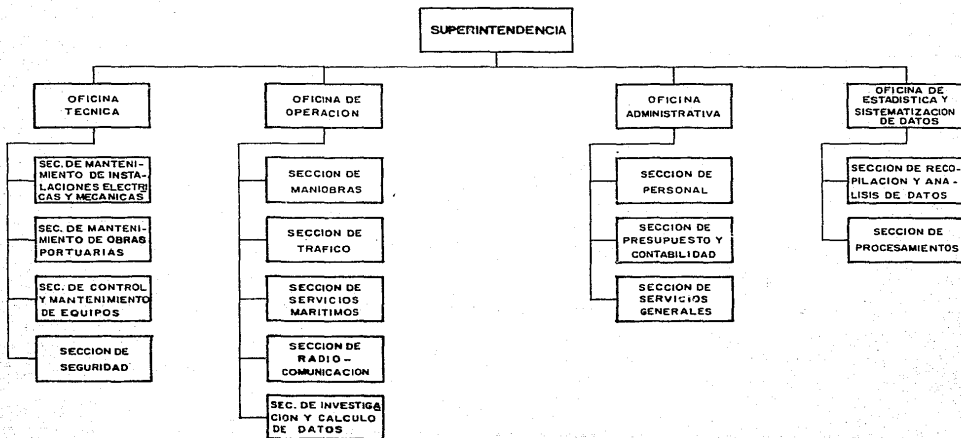 SUPERINTENDENCIA
OFICINA
TECNICA
SEC. DE MANTENI-
MIENTO DE INSTA-
LACIONES ELECTRI
CAS Y MECANICAS
SEC. DE MANTENI-
MIENTO DE OBRAS
PORTUARIAS
SEC. DE CONTROL
Y MANTENIMIENTO
DE EQUIPOS
SECCION DE
SEGURIDAD
OFICINA DE
OPERACION
SECCION DE
MANIOBRAS
SECCION DE
TRAFICO
SECCION DE
SERVICIOS
MARITIMOS
SECCION DE
RADIO-
COMUNICACION
SEC. DE INVESTIGA
CION Y CALCULO
DE DATOS
OFICINA
ADMINISTRATIVA
SECCION DE
PERSONAL
SECCION DE
PRESUPUESTO Y
CONTABILIDAD
SECCION DE
SERVICIOS
GENERALES
OFICINA DE
ESTADISTICA Y
SISTEMATIZACION
DE DATOS
SECCION DE RECO-
PILACION Y ANA-
LISIS DE DATOS
SECCION DE
PROCESAMIENTOS